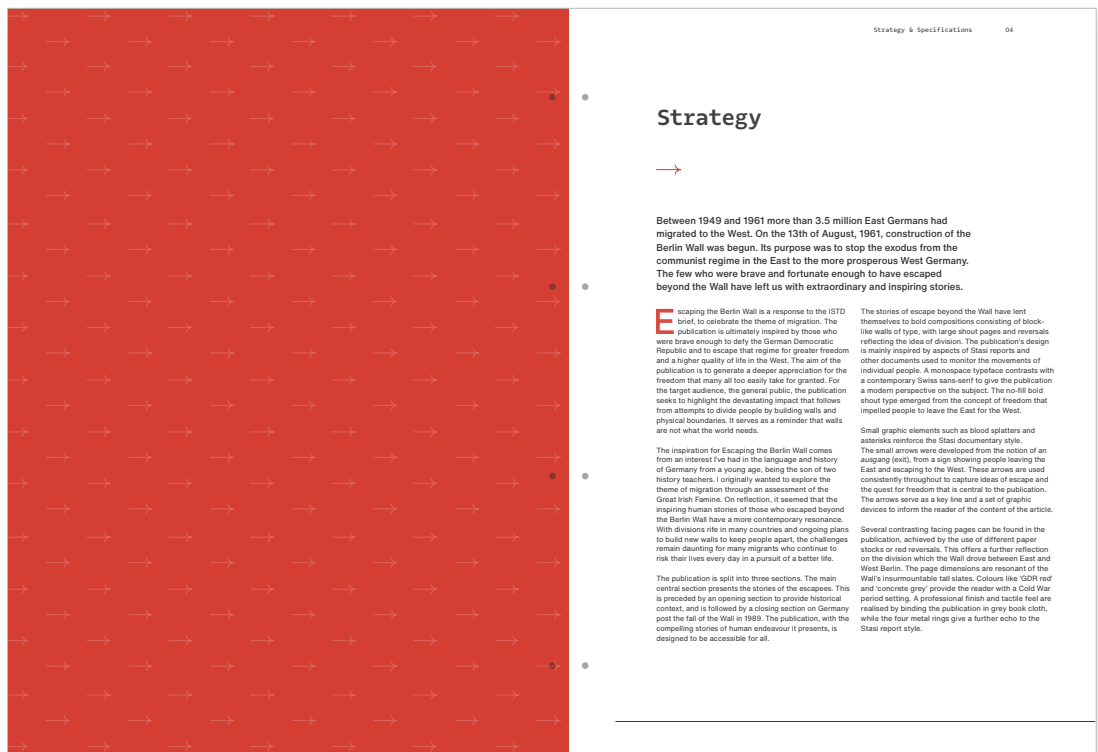 Strategy & Specifications 04
Strategy
Between 1949 and 1961 more than 3.5 million East Germans had
migrated to the West. On the 13th of August, 1961, construction of the
Berlin Wall was begun. Its purpose was to stop the exodus from the
communist regime in the East to the more prosperous West Germany.
The few who were brave and fortunate enough to have escaped
beyond the Wall have left us with extraordinary and inspiring stories.
Escaping the Berlin Wall is a response to the ISTD
brief, to celebrate the theme of migration. The
publication is ultimately inspired by those who
were brave enough to defy the German Democratic
Republic and to escape that regime for greater freedom
and a higher quality of life in the West. The aim of the
publication is to generate a deeper appreciation for the
freedom that many all too easily take for granted. For
the target audience, the general public, the publication
seeks to highlight the devastating impact that follows
from attempts to divide people by building walls and
physical boundaries. It serves as a reminder that walls
are not what the world needs.
The inspiration for Escaping the Berlin Wall comes
from an interest I've had in the language and history
of Germany from a young age, being the son of two
history teachers. I originally wanted to explore the
theme of migration through an assessment of the
Great Irish Famine. On reflection, it seemed that the
inspiring human stories of those who escaped beyond
the Berlin Wall have a more contemporary resonance.
With divisions rife in many countries and ongoing plans
to build new walls to keep people apart, the challenges
remain daunting for many migrants who continue to
risk their lives every day in a pursuit of a better life.
The publication is split into three sections. The main
central section presents the stories of the escapees. This
is preceded by an opening section to provide historical
context, and is followed by a closing section on Germany
post the fall of the Wall in 1989. The publication, with the
compelling stories of human endeavour it presents, is
designed to be accessible for all.
The stories of escape beyond the Wall have lent
themselves to bold compositions consisting of block-
like walls of type, with large shout pages and reversals
reflecting the idea of division. The publication's design
is mainly inspired by aspects of Stasi reports and
other documents used to monitor the movements of
individual people. A monospace typeface contrasts with
a contemporary Swiss sans-serif to give the publication
a modern perspective on the subject. The no-fill bold
shout type emerged from the concept of freedom that
impelled people to leave the East for the West.
Small graphic elements such as blood splatters and
asterisks reinforce the Stasi documentary style.
The small arrows were developed from the notion of an
ausgang (exit), from a sign showing people leaving the
East and escaping to the West. These arrows are used
consistently throughout to capture ideas of escape and
the quest for freedom that is central to the publication.
The arrows serve as a key line and a set of graphic
devices to inform the reader of the content of the article.
Several contrasting facing pages can be found in the
publication, achieved by the use of different paper
stocks or red reversals. This offers a further reflection
on the division which the Wall drove between East and
West Berlin. The page dimensions are resonant of the
Wall's insurmountable tall slates. Colours like 'GDR red'
and 'concrete grey' provide the reader with a Cold War
period setting. A professional finish and tactile feel are
realised by binding the publication in grey book cloth,
while the four metal rings give a further echo to the
Stasi report style.